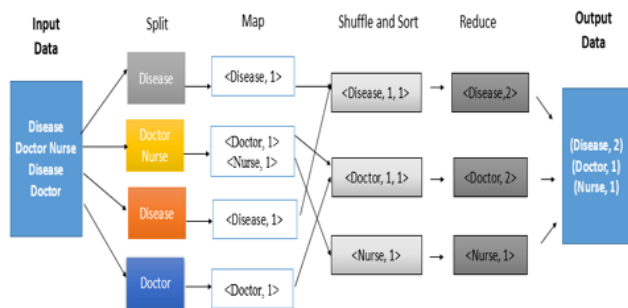 Input
Data
Split
Map
Shuffle and Sort
Reduce
Output
Data
Disease
Doctor Nurse
Disease
Doctor
Disease
Doctor
Nurse
Disease
Doctor
<Disease, 1>
<Doctor, 1>
<Nurse, 1>
<Disease, 1>
<Doctor, 1>
<Disease, 1, 1>
<Doctor, 1, 1>
<Nurse, 1>
<Disease,2>
<Doctor, 2>
<Nurse, 1>
(Disease, 2)
(Doctor, 1)
(Nurse, 1)